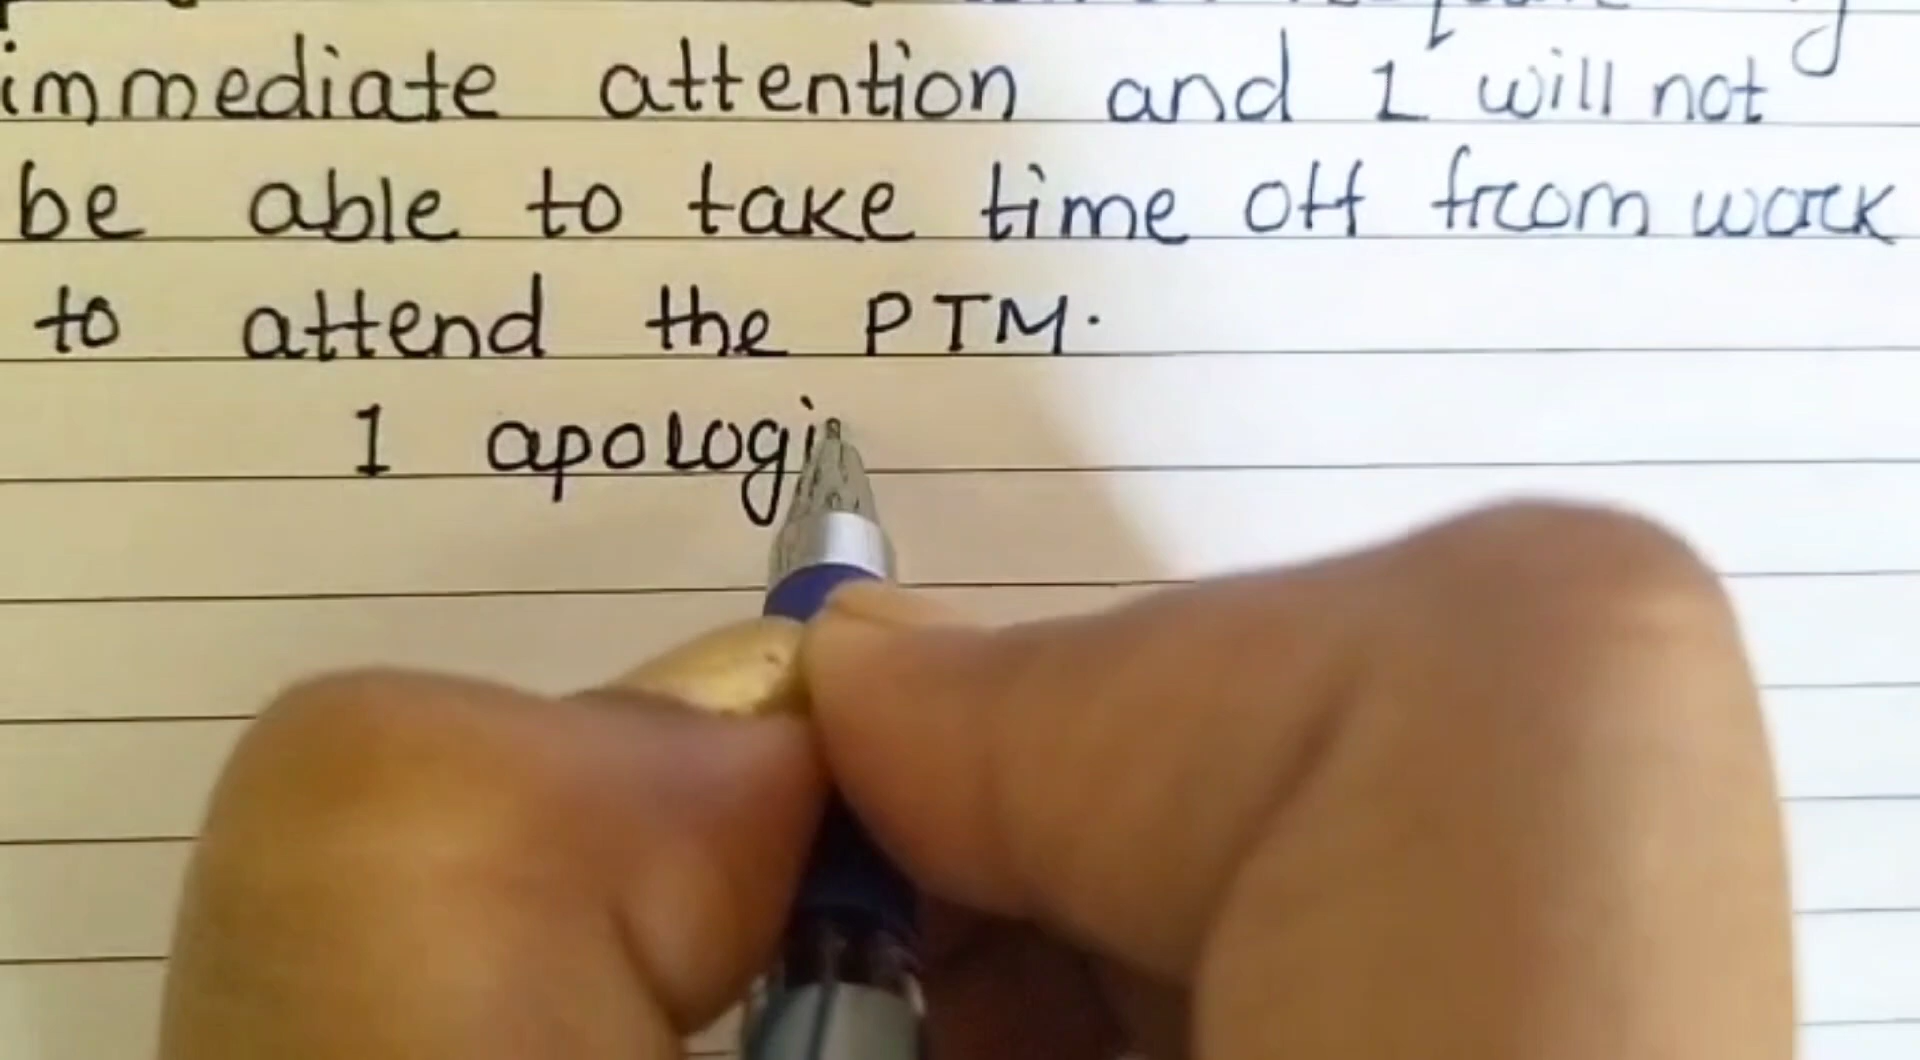 immediate attention and I will not
be able to take time off from work
to attend the PTM.
I apologi